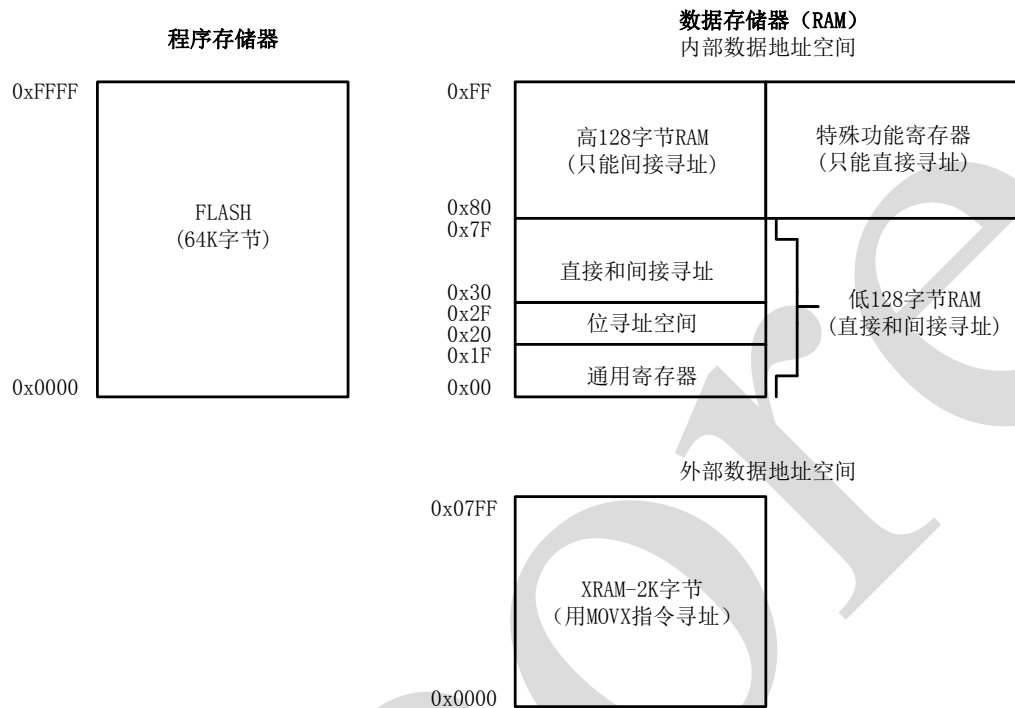 程序存储器
0xFFFF
FLASH
(64K字节)
0x0000
数据存储器（RAM）
内部数据地址空间
0xFF
高128字节RAM
(只能间接寻址)
特殊功能寄存器
(只能直接寻址)
0x80
0x7F
直接和间接寻址
0x30
0x2F
位寻址空间
0x20
0x1F
通用寄存器
0x00
低128字节RAM
(直接和间接寻址)
外部数据地址空间
0x07FF
XRAM-2K字节
（用MOVX指令寻址）
0x0000
ore